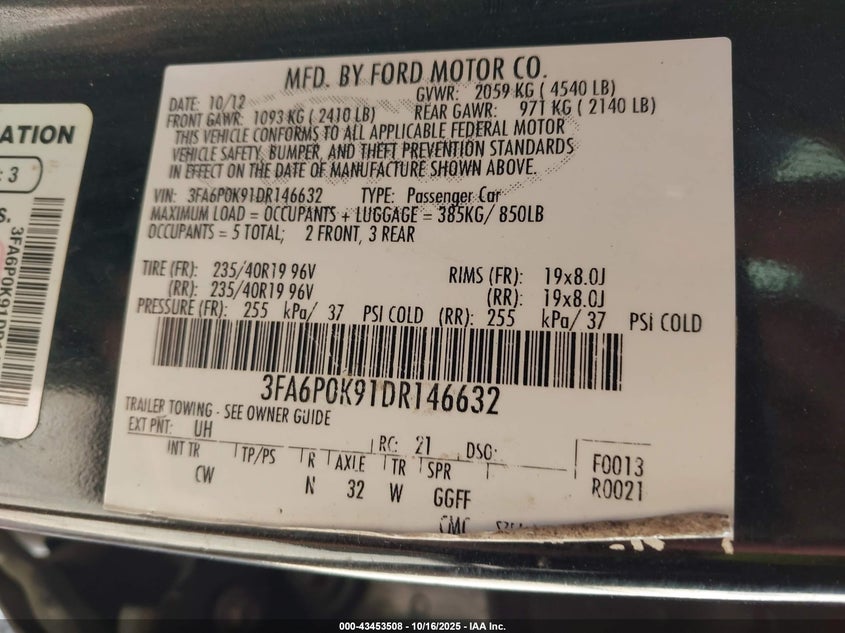 ATION
: 3
S.
3FA6P0K91DR1
MFD. BY FORD MOTOR CO.
DATE: 10/12
GVWR: 2059 KG ( 4540 LB)
FRONT GAWR: 1093 KG ( 2410 LB)
REAR GAWR: 971 KG ( 2140 LB)
THIS VEHICLE CONFORMS TO ALL APPLICABLE FEDERAL MOTOR
VEHICLE SAFETY, BUMPER, AND THEFT PREVENTION STANDARDS
IN EFFECT ON THE DATE OF MANUFACTURE SHOWN ABOVE.
VIN: 3FA6P0K91DR146632 TYPE: Passenger Car
MAXIMUM LOAD = OCCUPANTS + LUGGAGE = 385KG/ 850LB
OCCUPANTS = 5 TOTAL; 2 FRONT, 3 REAR
TIRE (FR): 235/40R19 96V RIMS (FR): 19x8.0J
(RR): 235/40R19 96V (RR): 19x8.0J
PRESSURE (FR): 255 kPa/ 37 PSI COLD (RR): 255 kPa/ 37 PSi COLD
3FA6P0K91DR146632
TRAILER TOWING - SEE OWNER GUIDE
EXT PNT: UH RC: 21 DSO:
INT TR TP/PS R AXLE TR SPR F0013
CW N 32 W GGFF R0021
CMC
000-43453508 | 10/16/2025 - IAA Inc.